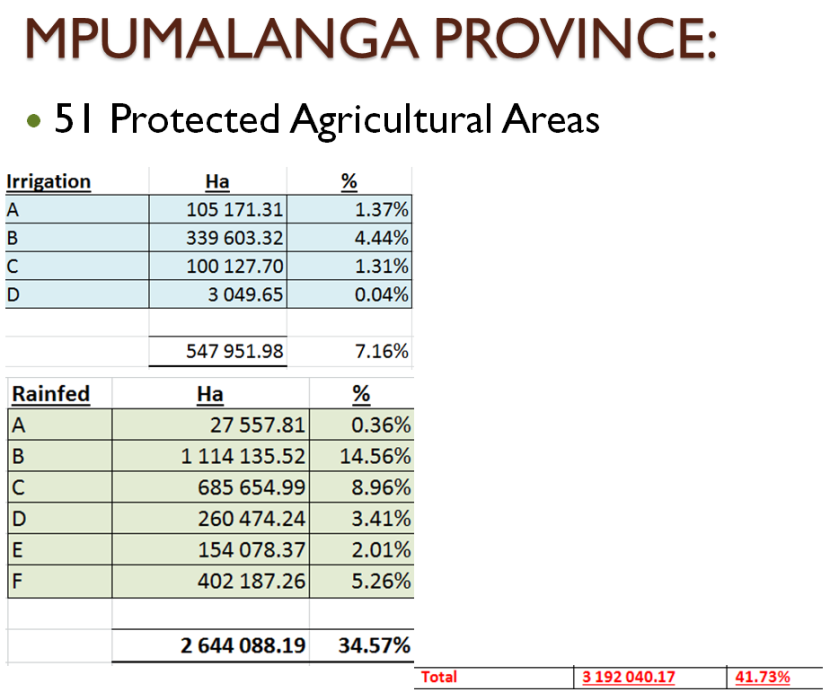 MPUMALANGA PROVINCE:
• 51 Protected Agricultural Areas
Irrigation Ha %
A 105 171.31 1.37%
B 339 603.32 4.44%
C 100 127.70 1.31%
D 3 049.65 0.04%
547 951.98 7.16%
Rainfed Ha %
A 27 557.81 0.36%
B 1 114 135.52 14.56%
C 685 654.99 8.96%
D 260 474.24 3.41%
E 154 078.37 2.01%
F 402 187.26 5.26%
2 644 088.19 34.57%
Total 3 192 040.17 41.73%